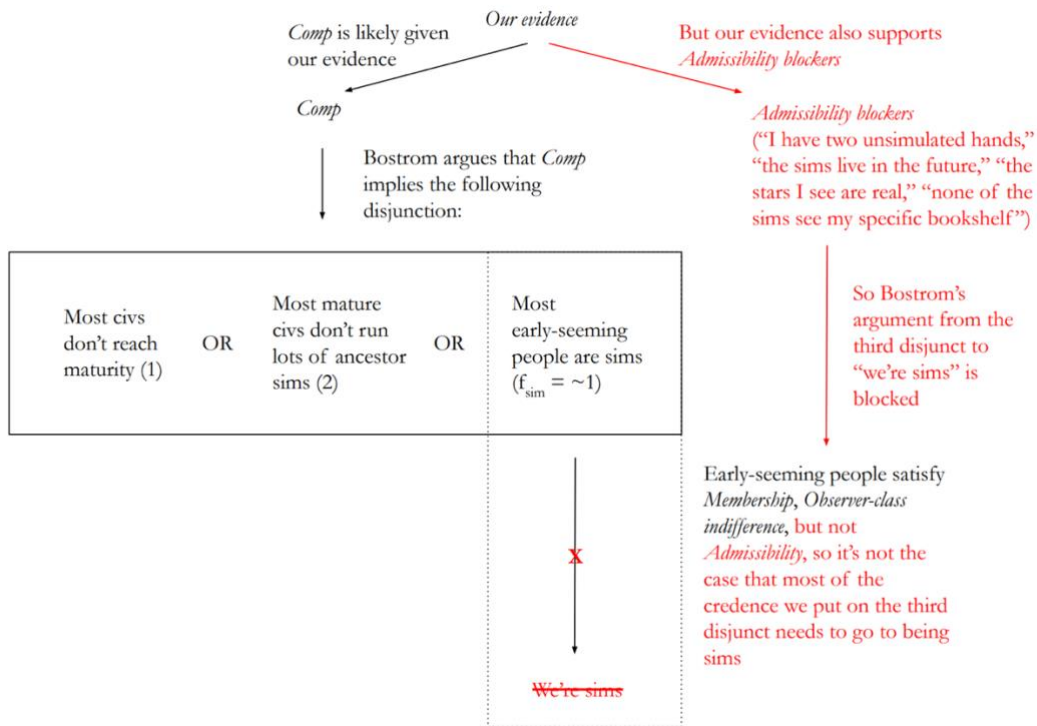 Our evidence
Comp is likely given
our evidence
But our evidence also supports
Admissibility blockers
Comp
Admissibility blockers
(“I have two unsimulated hands,”
“the sims live in the future,” “the
stars I see are real,” “none of the
sims see my specific bookshelf”)
Bostrom argues that Comp
implies the following
disjunction:
Most civs
don’t reach
maturity (1)
OR
Most mature
civs don’t run
lots of ancestor
sims (2)
OR
Most
early-seeming
people are sims
(fsim = ~1)
So Bostrom’s
argument from the
third disjunct to
“we’re sims” is
blocked
X
We’re sims
Early-seeming people satisfy
Membership, Observer-class
indifference, but not
Admissibility, so it’s not the
case that most of the
credence we put on the third
disjunct needs to go to being
sims